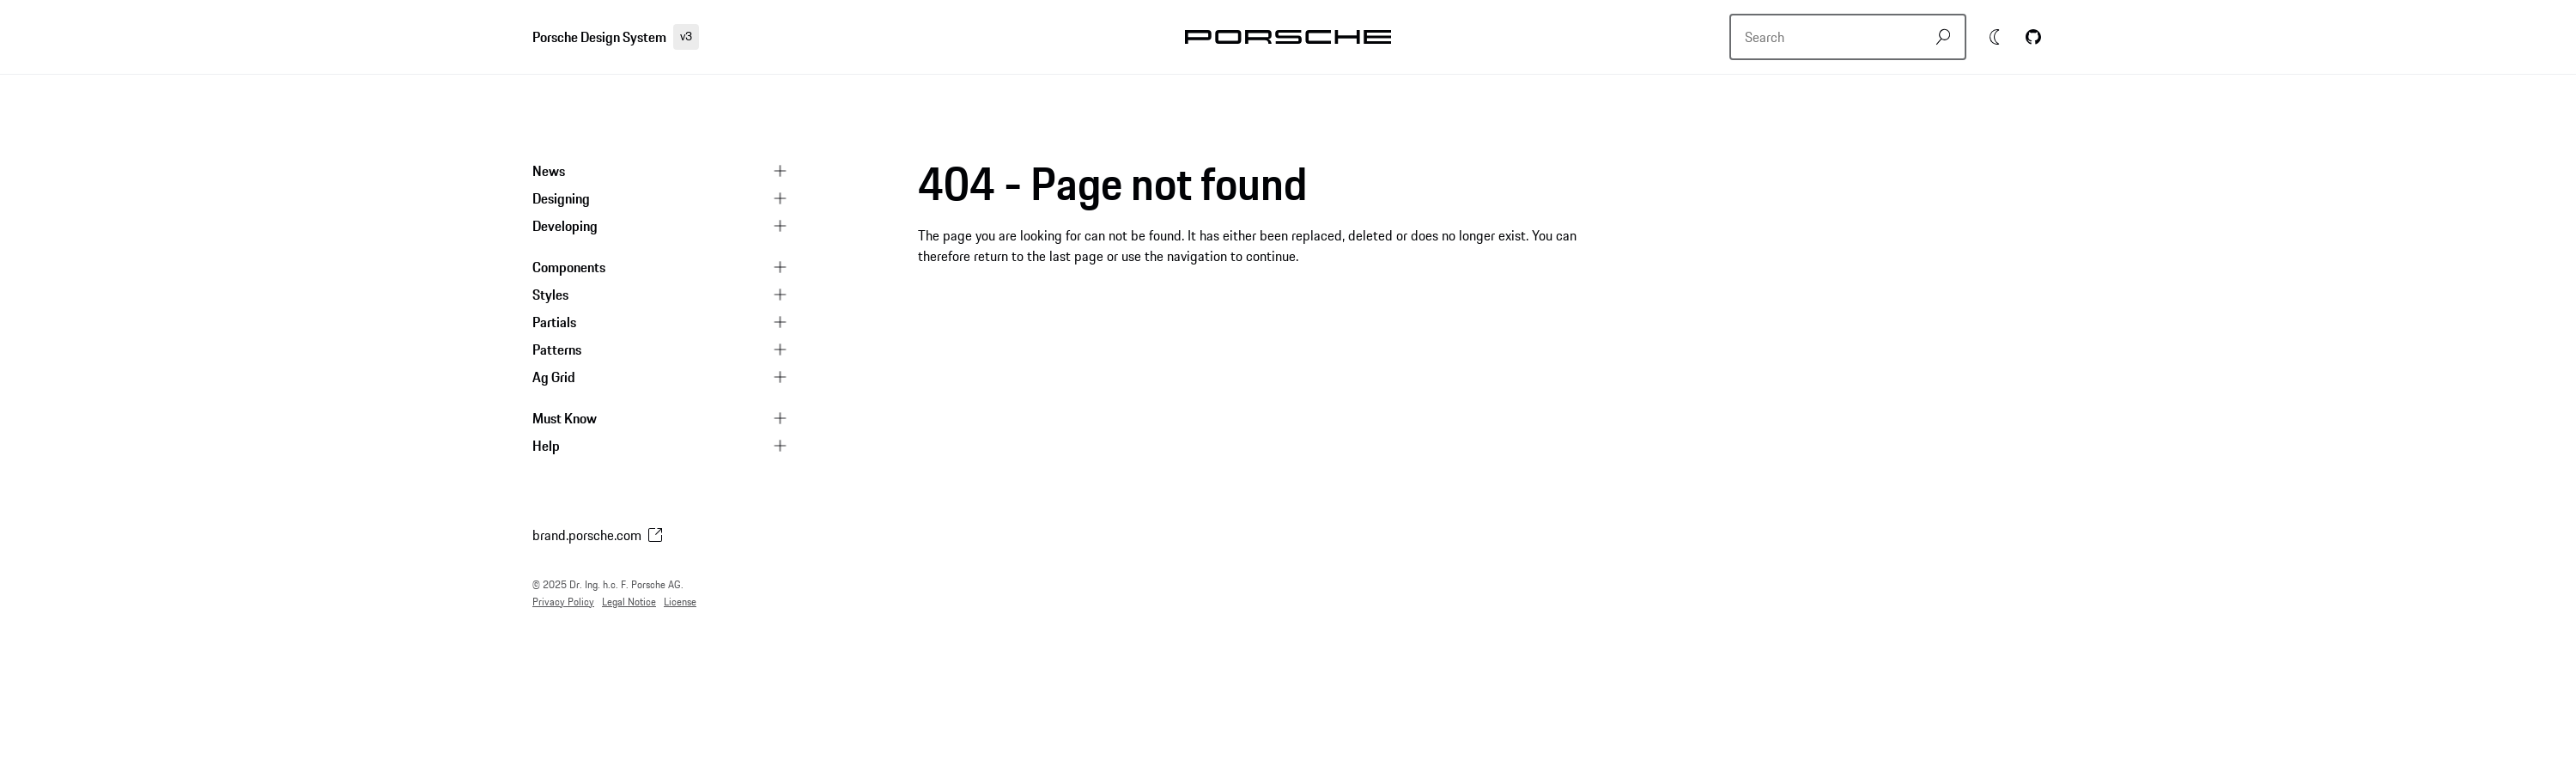 Porsche Design System v3
PORSCHE
Search
News
Designing
Developing
Components
Styles
Partials
Patterns
Ag Grid
Must Know
Help
brand.porsche.com
© 2025 Dr. Ing. h.c. F. Porsche AG.
Privacy Policy Legal Notice License
404 - Page not found
The page you are looking for can not be found. It has either been replaced, deleted or does no longer exist. You can
therefore return to the last page or use the navigation to continue.